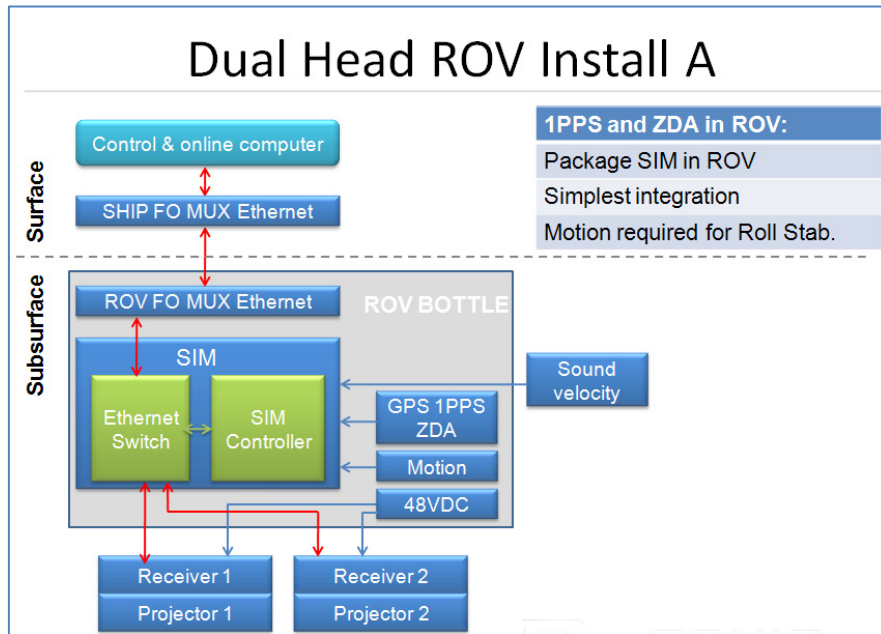 Dual Head ROV Install A
Control & online computer
SHIP FO MUX Ethernet
Surface
1PPS and ZDA in ROV:
Package SIM in ROV
Simplest integration
Motion required for Roll Stab.
Subsurface
ROV FO MUX Ethernet
ROV BOTTLE
SIM
Ethernet
Switch
SIM
Controller
Sound
velocity
GPS 1PPS
ZDA
Motion
48VDC
Receiver 1
Projector 1
Receiver 2
Projector 2